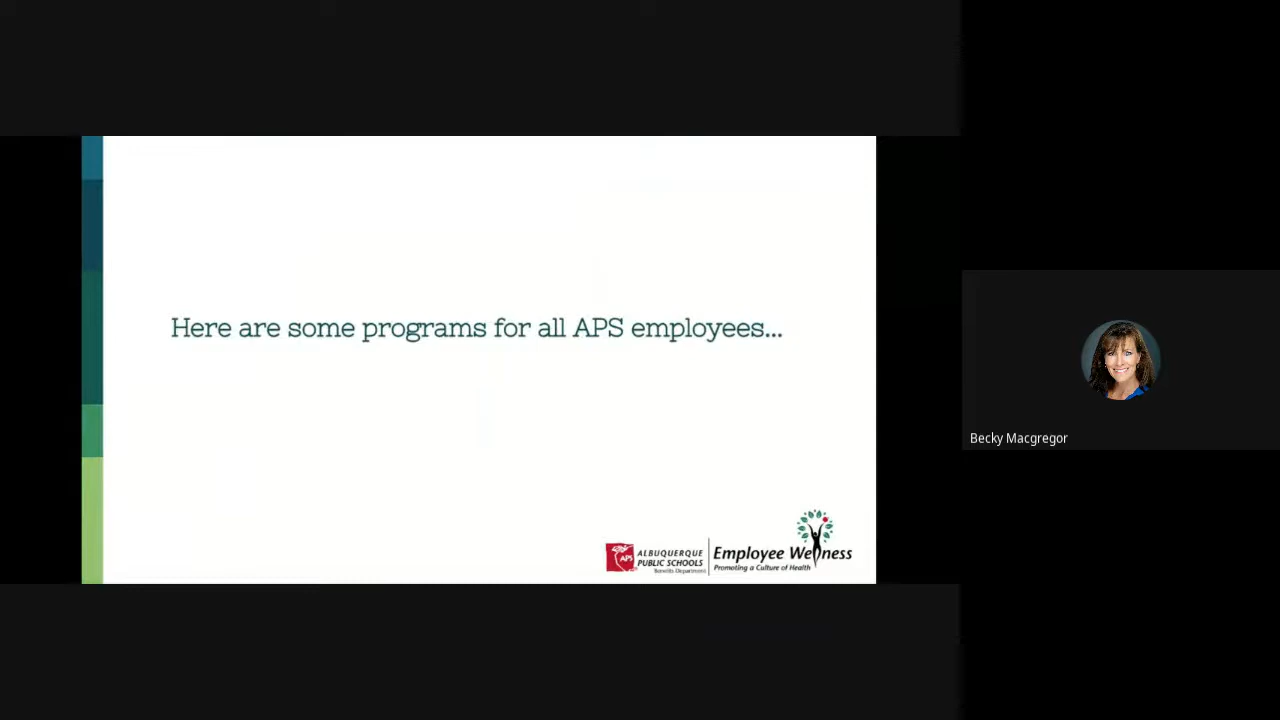 Here are some programs for all APS employees...
APS
ALBUQUERQUE
PUBLIC SCHOOLS
Benefits Department
Employee Wellness
Promoting a Culture of Health
Becky Macgregor